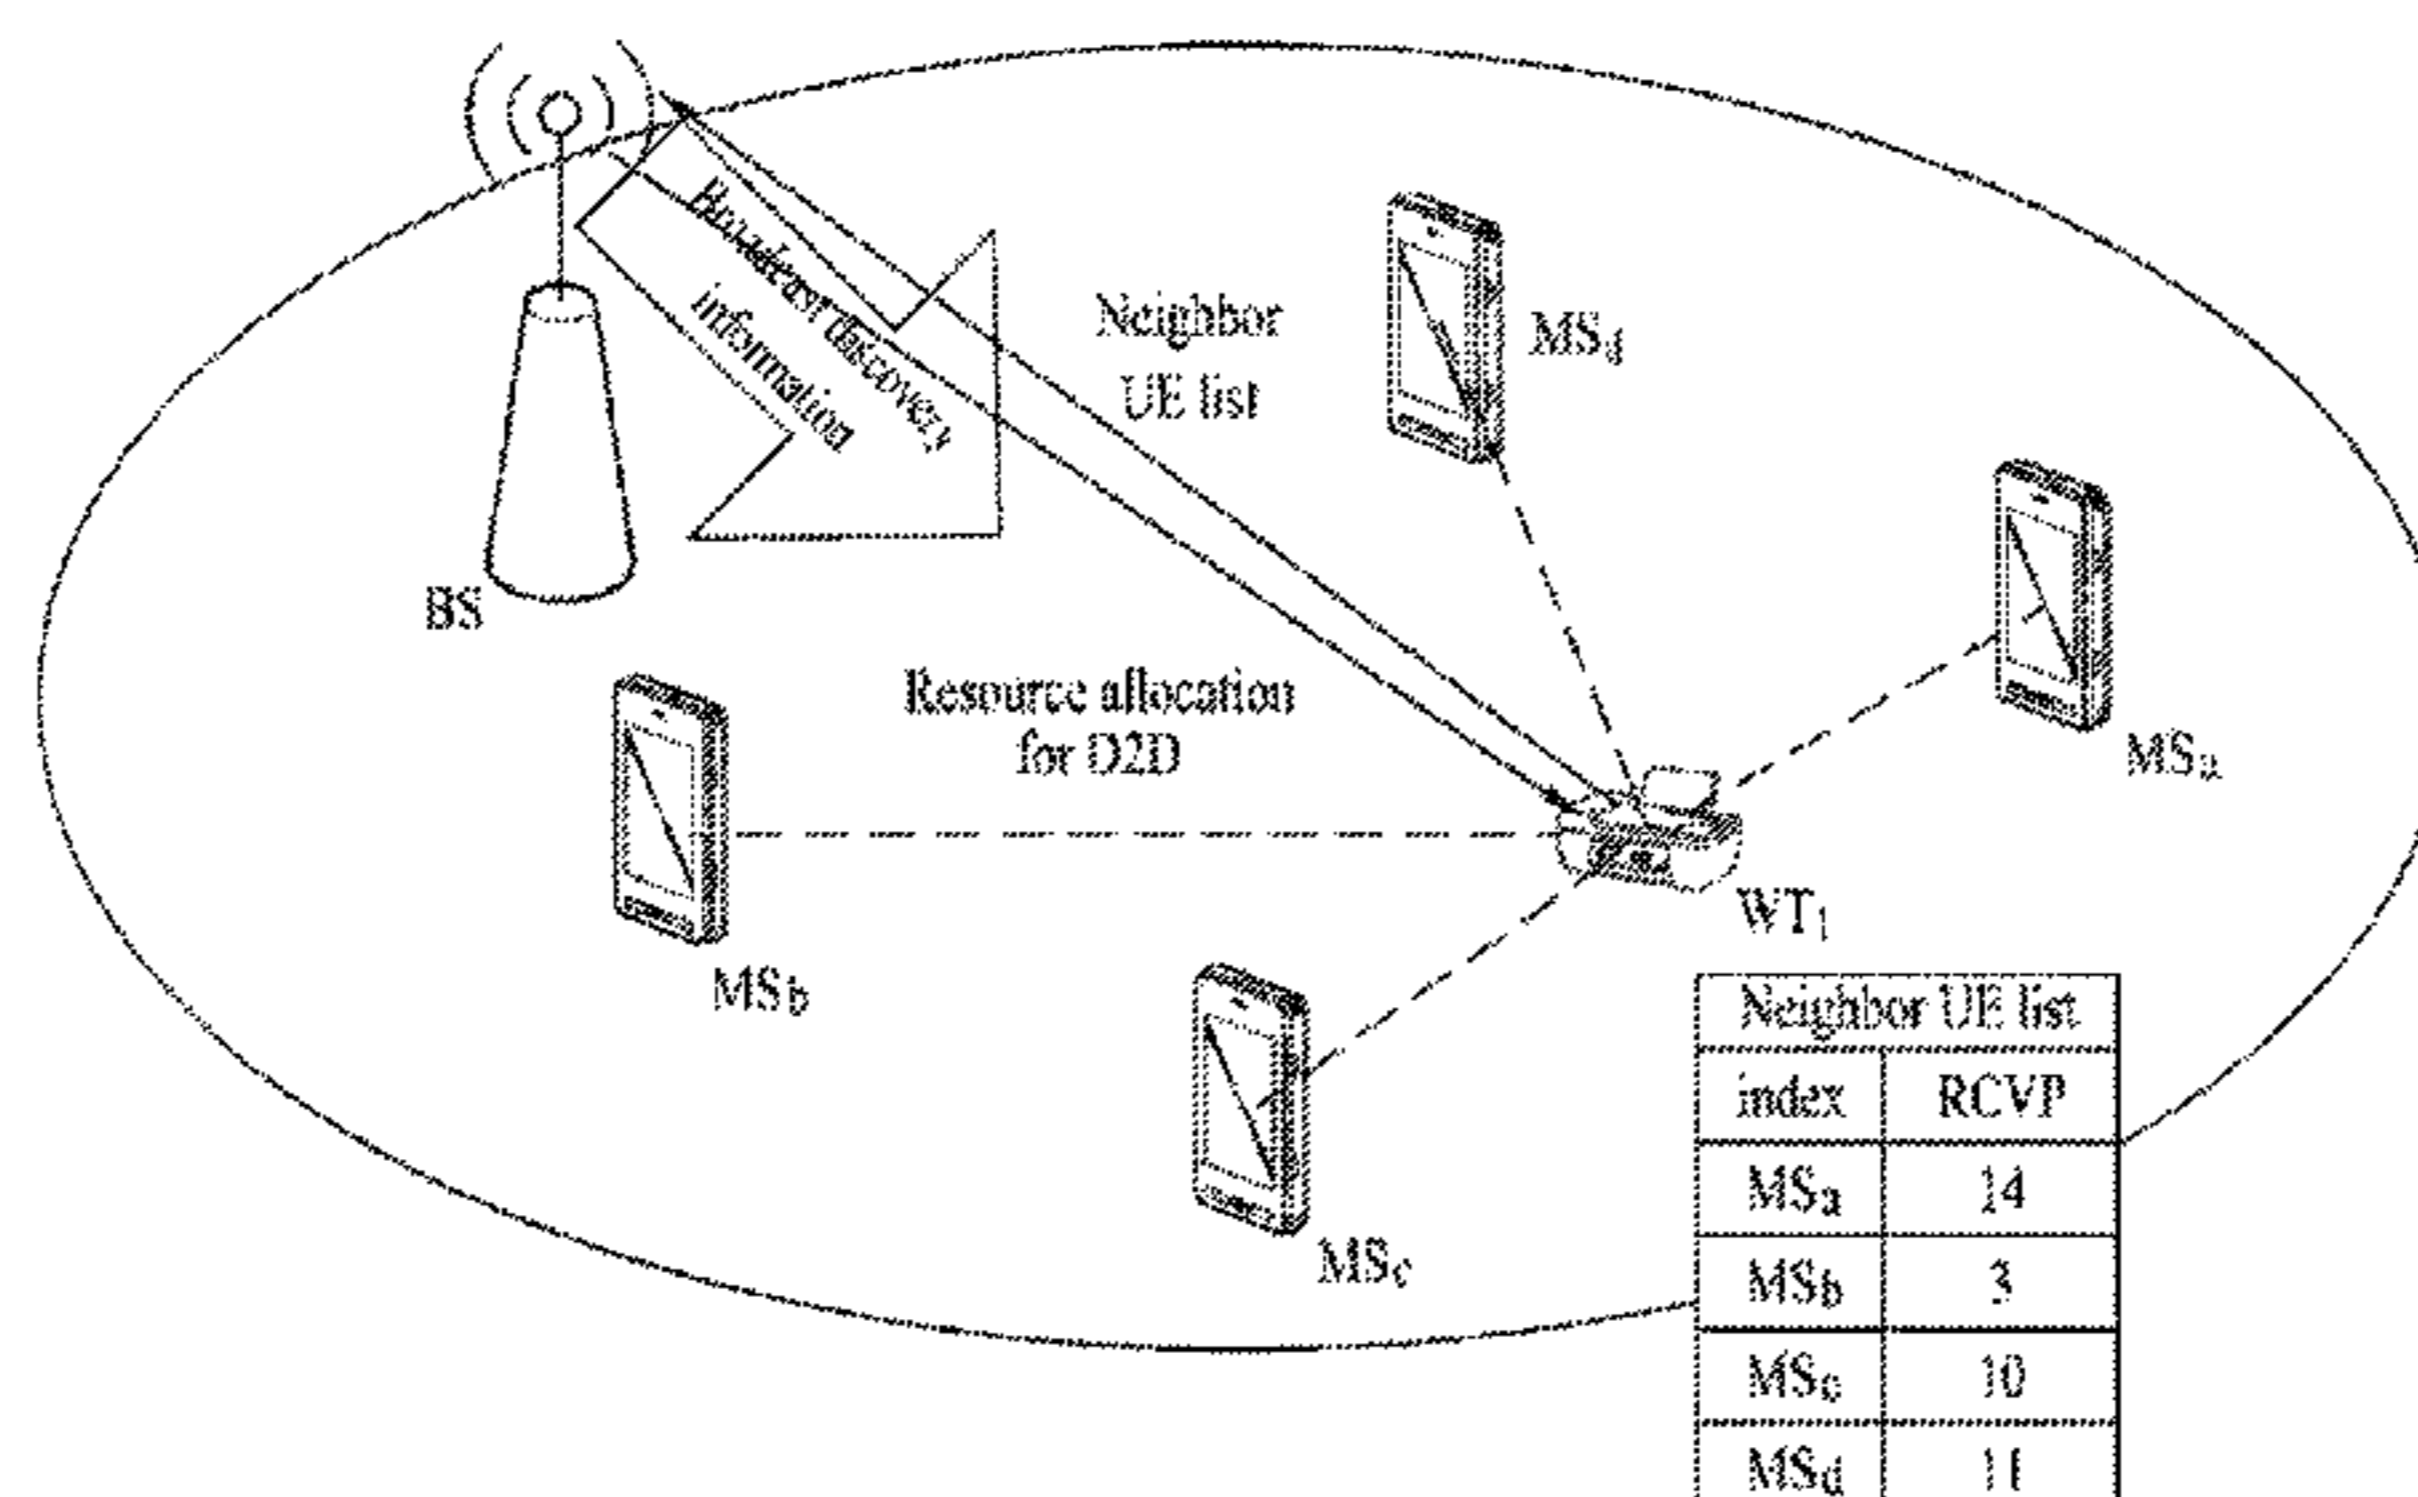 Broadcast discovery
information
Neighbor
UE list
MSd
MSa
BS
Resource allocation
for D2D
MSb
WT1
MSc
Neighbor UE list
index RCVP
MSa 14
MSb 3
MSc 10
MSd 11